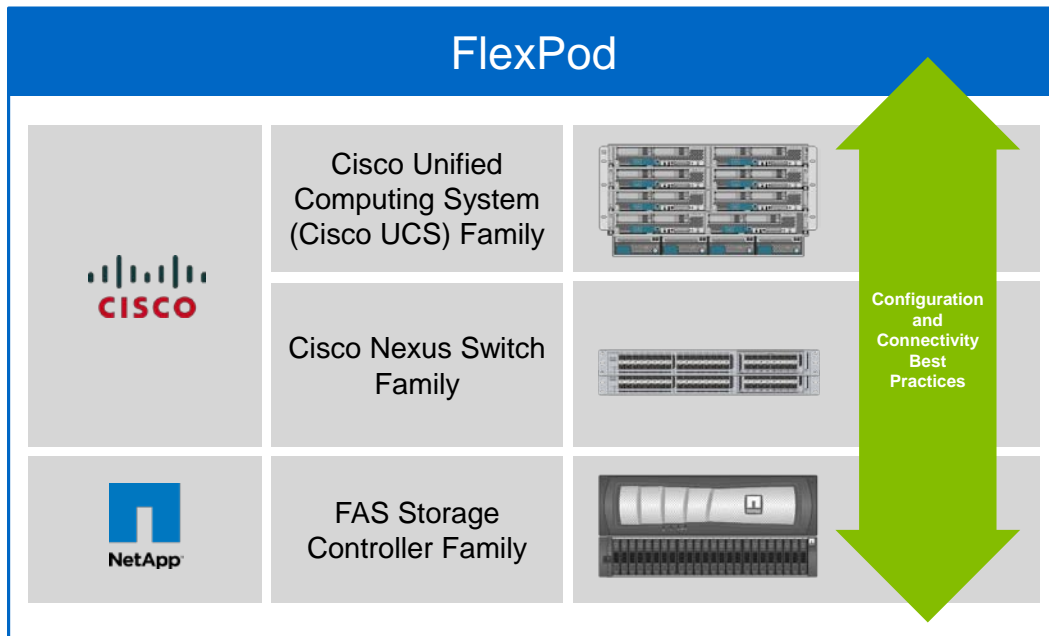 FlexPod
CISCO
Cisco Unified
Computing System
(Cisco UCS) Family
Cisco Nexus Switch
Family
Configuration
and
Connectivity
Best
Practices
NetApp
FAS Storage
Controller Family